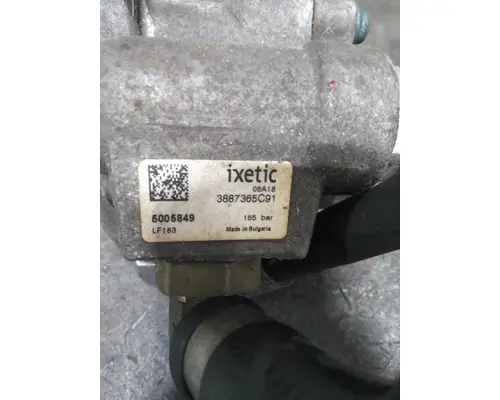 ixetic
08A18
3887365C91
5005849 165 bar
LF183 Made in Bulgaria